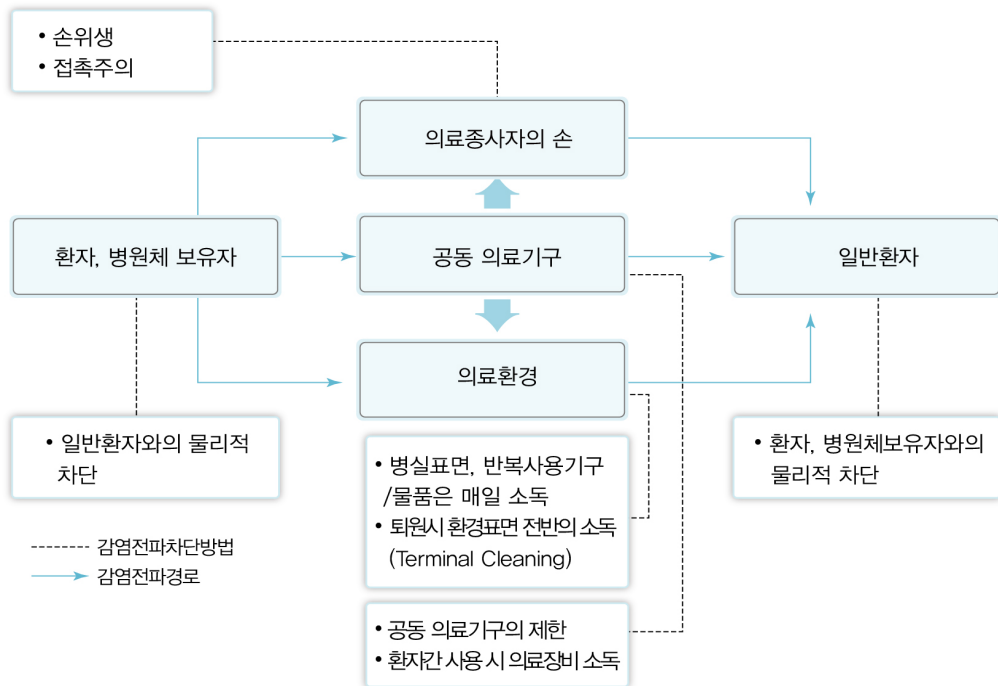 • 손위생
• 접촉주의
의료종사자의 손
환자, 병원체 보유자
공동 의료기구
일반환자
의료환경
• 일반환자와의 물리적
차단
• 병실표면, 반복사용기구
/물품은 매일 소독
• 퇴원시 환경표면 전반의 소독
(Terminal Cleaning)
• 환자, 병원체보유자와의
물리적 차단
감염전파차단방법
감염전파경로
• 공동 의료기구의 제한
• 환자간 사용 시 의료장비 소독